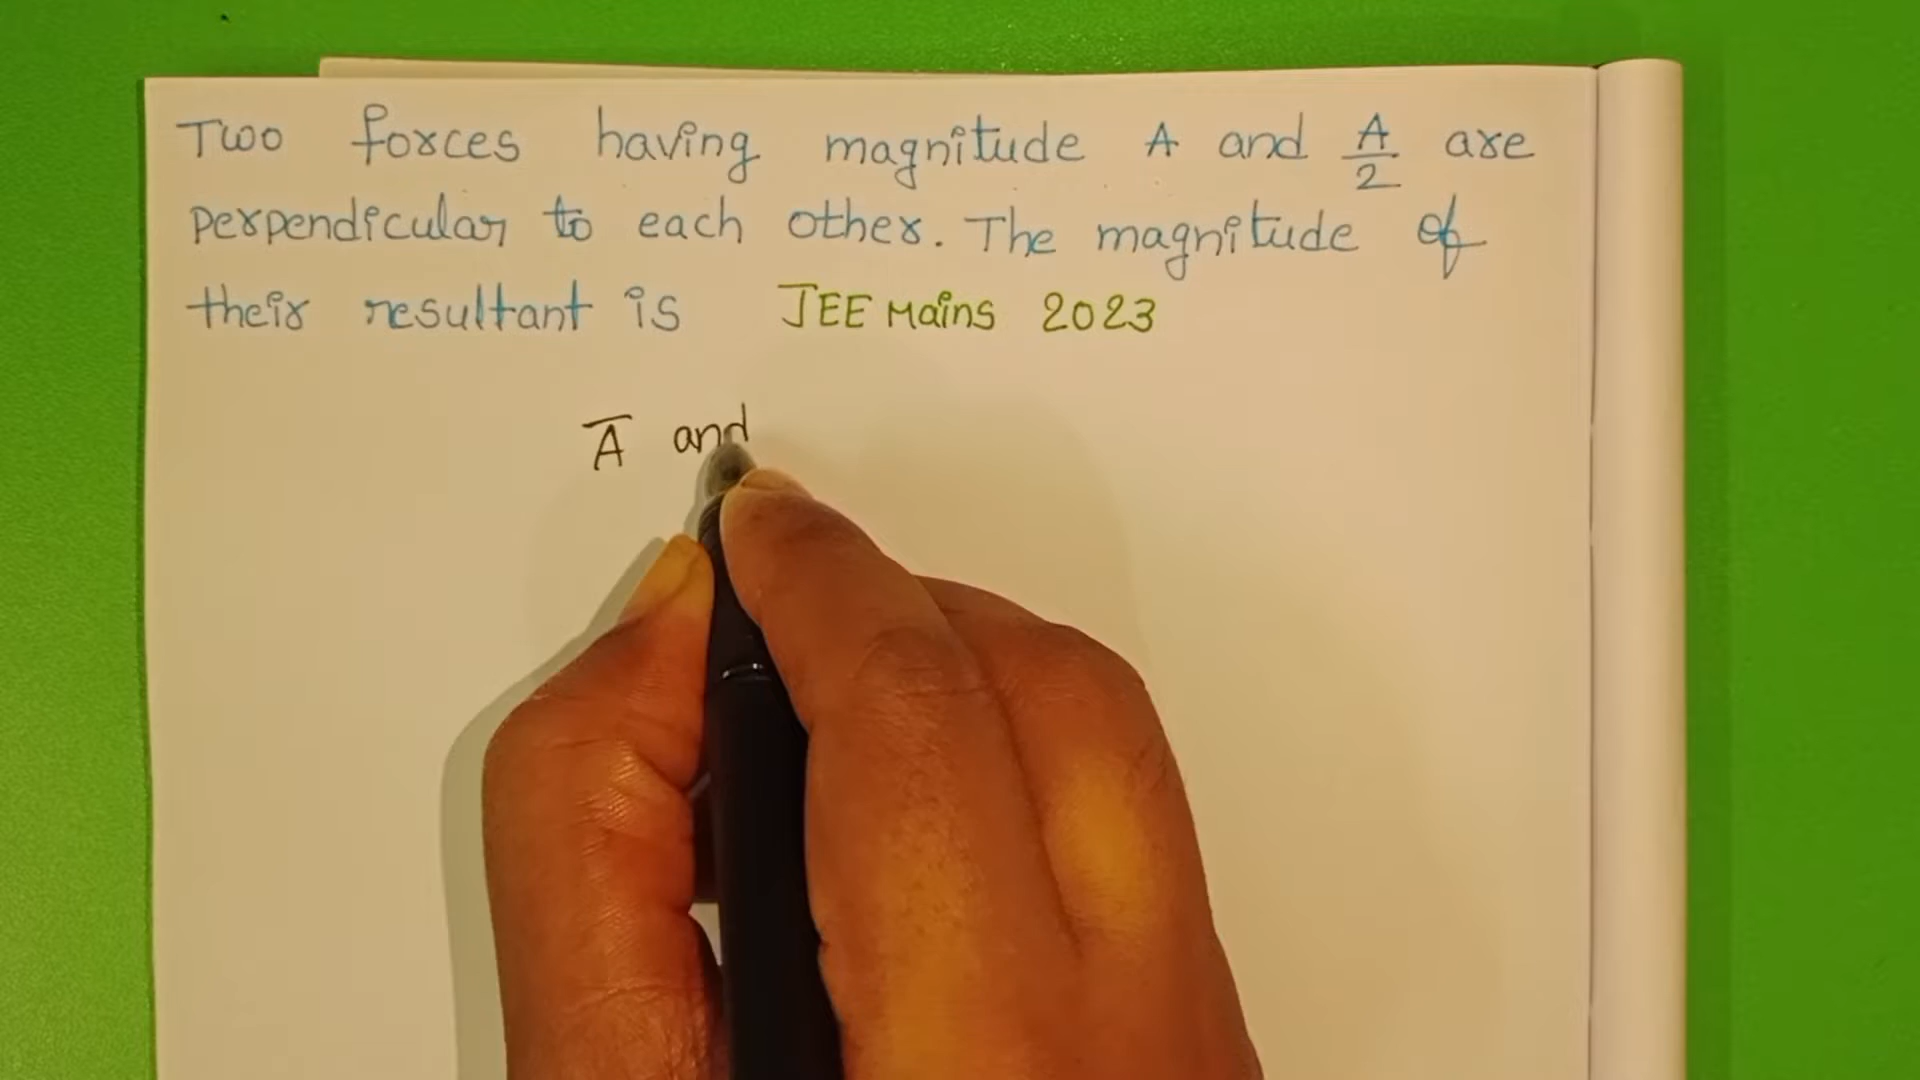 Two forces having magnitude A and A/2 are
perpendicular to each other. The magnitude of
their resultant is JEE Mains 2023
A̅ and